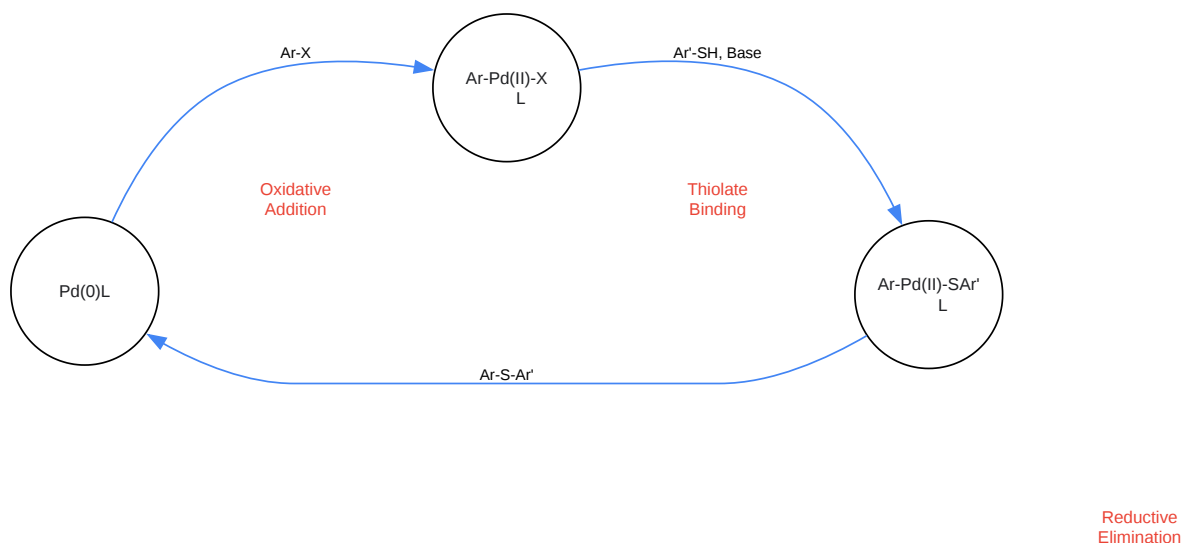 Ar-X
Ar'-SH, Base
Ar-Pd(II)-X
L
Oxidative
Addition
Thiolate
Binding
Pd(0)L
Ar-Pd(II)-SAr'
L
Ar-S-Ar'
Reductive
Elimination